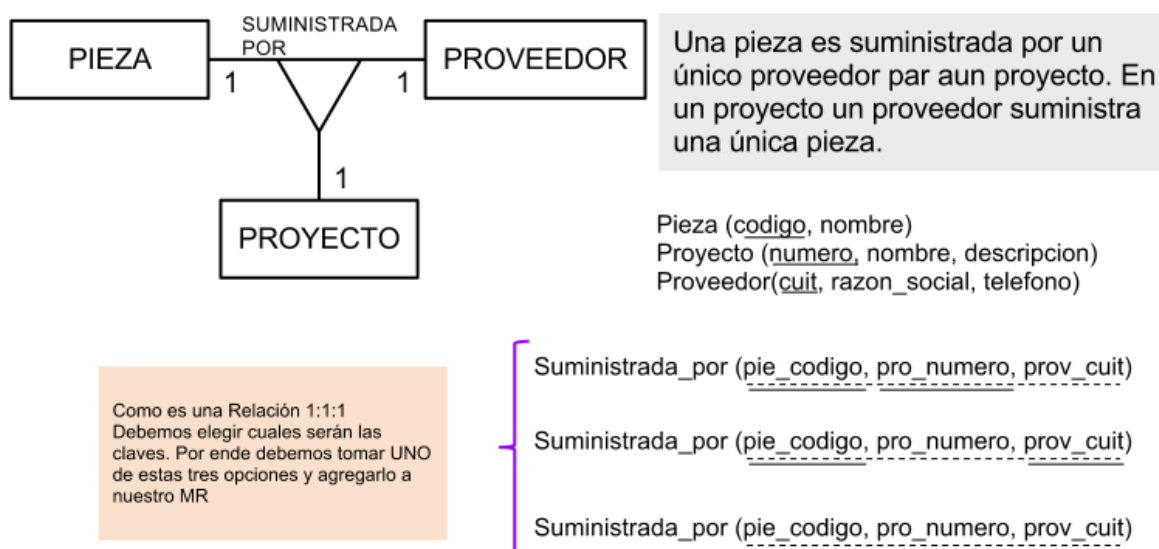 PIEZA
SUMINISTRADA
POR
PROVEEDOR
1
1
1
PROYECTO
Una pieza es suministrada por un
único proveedor par aun proyecto. En
un proyecto un proveedor suministra
una única pieza.
Pieza (codigo, nombre)
Proyecto (numero, nombre, descripcion)
Proveedor(cuit, razon_social, telefono)
Como es una Relación 1:1:1
Debemos elegir cuales serán las
claves. Por ende debemos tomar UNO
de estas tres opciones y agregarlo a
nuestro MR
Suministrada_por (pie_codigo, pro_numero, prov_cuit)
Suministrada_por (pie_codigo, pro_numero, prov_cuit)
Suministrada_por (pie_codigo, pro_numero, prov_cuit)